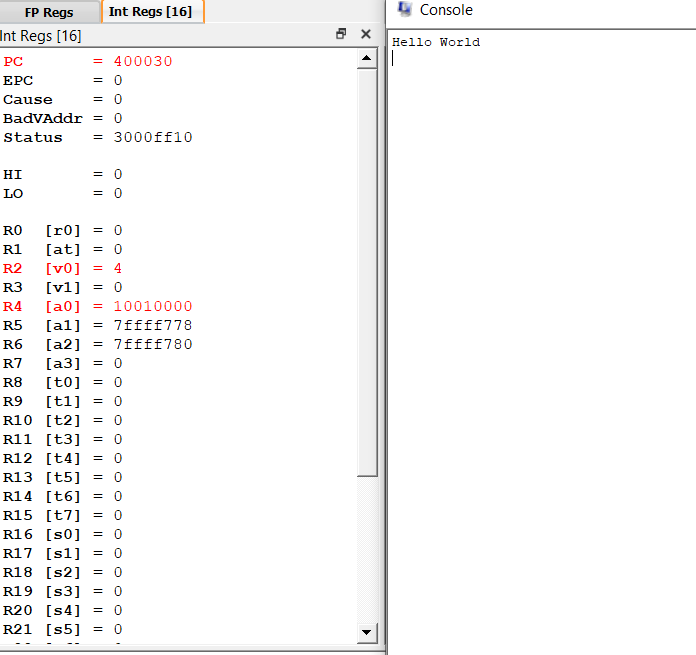 FP Regs
Int Regs [16]
Int Regs [16]
PC = 400030
EPC = 0
Cause = 0
BadVAddr = 0
Status = 3000ff10
HI = 0
LO = 0
R0 [r0] = 0
R1 [at] = 0
R2 [v0] = 4
R3 [v1] = 0
R4 [a0] = 10010000
R5 [a1] = 7ffff778
R6 [a2] = 7ffff780
R7 [a3] = 0
R8 [t0] = 0
R9 [t1] = 0
R10 [t2] = 0
R11 [t3] = 0
R12 [t4] = 0
R13 [t5] = 0
R14 [t6] = 0
R15 [t7] = 0
R16 [s0] = 0
R17 [s1] = 0
R18 [s2] = 0
R19 [s3] = 0
R20 [s4] = 0
R21 [s5] = 0
Console
Hello World